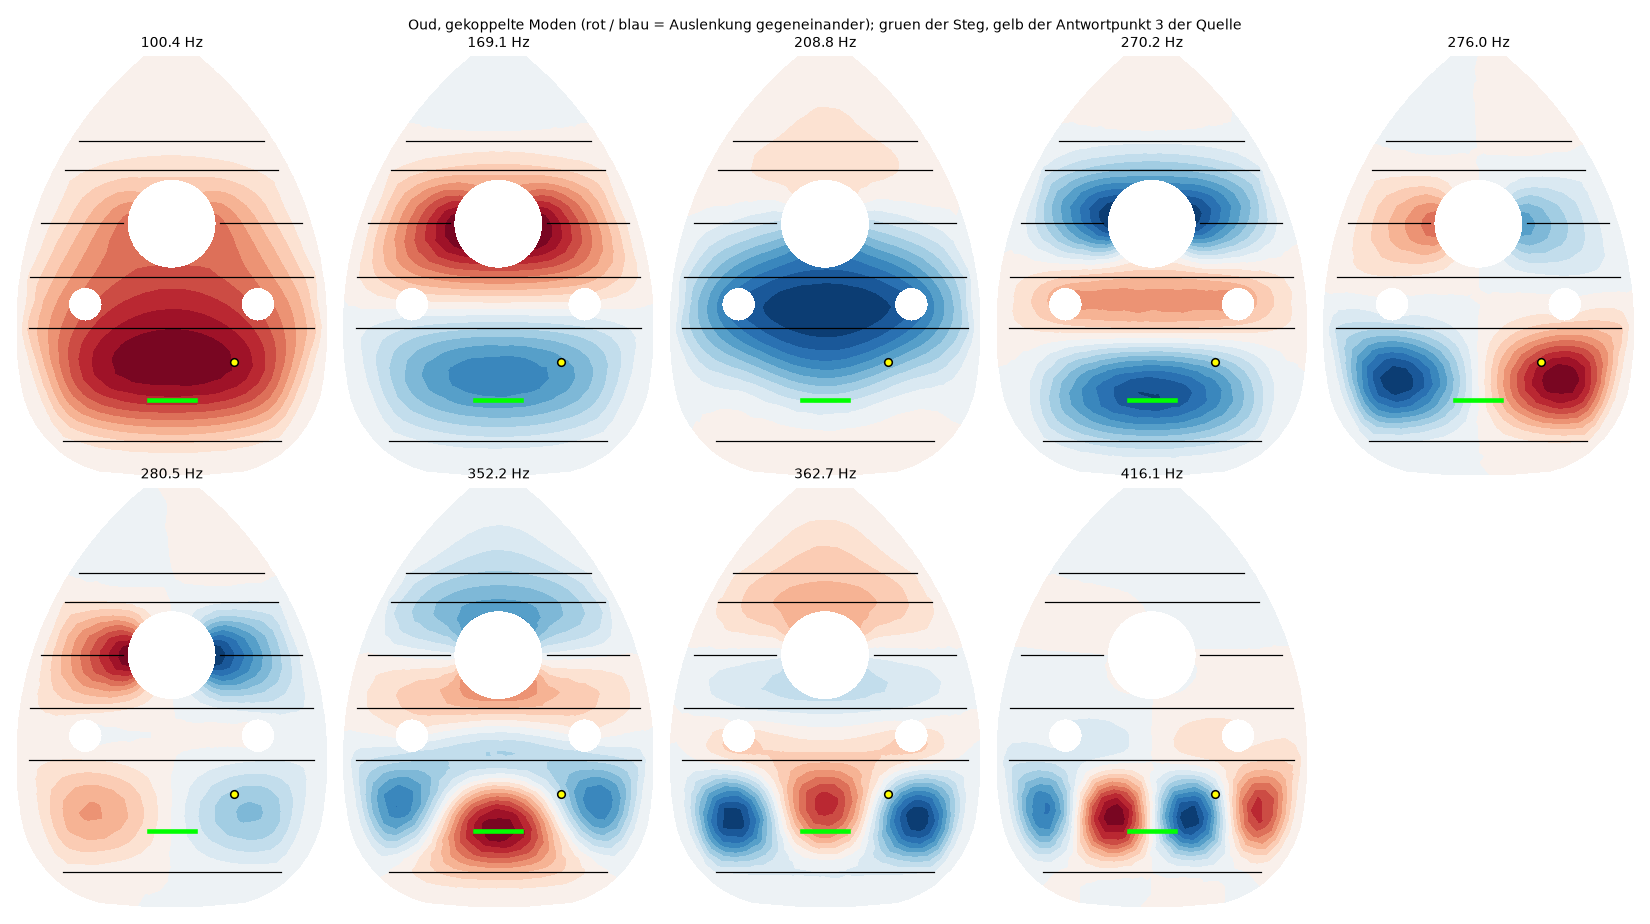 Oud, gekoppelte Moden (rot / blau = Auslenkung gegeneinander); gruen der Steg, gelb der Antwortpunkt 3 der Quelle
100.4 Hz
169.1 Hz
208.8 Hz
270.2 Hz
276.0 Hz
280.5 Hz
352.2 Hz
362.7 Hz
416.1 Hz